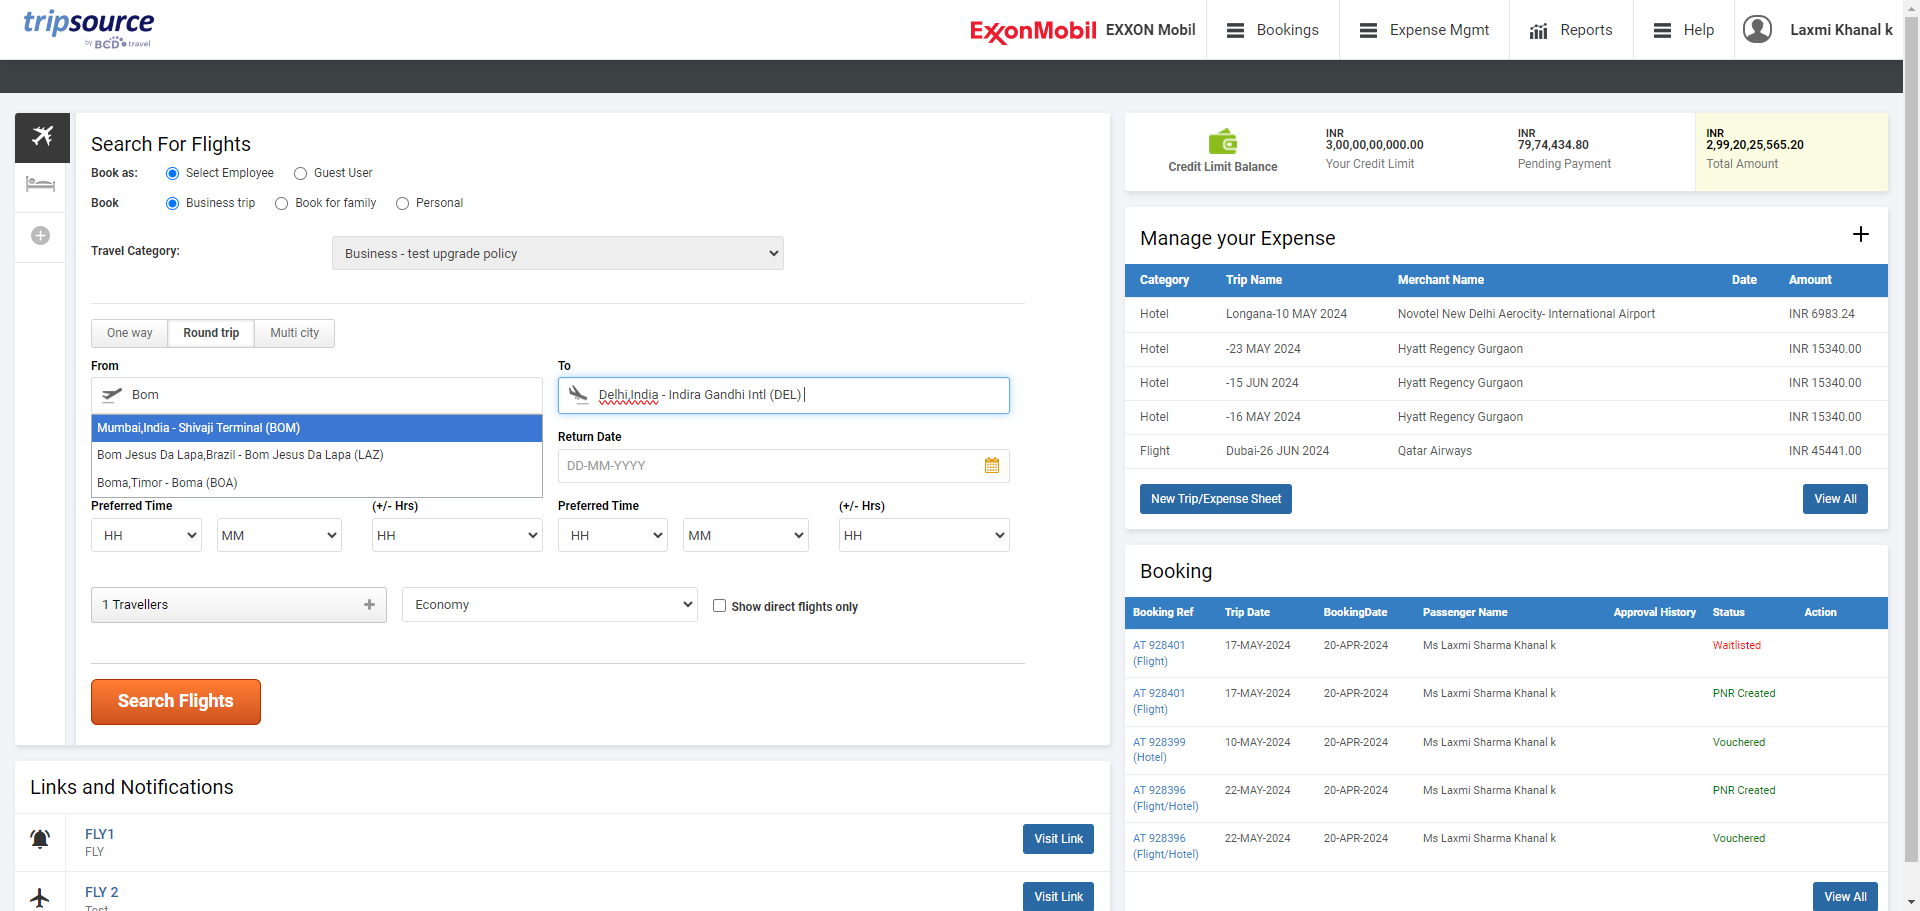 tripsource
by BCD travel
ExxonMobil EXXON Mobil
Bookings
Expense Mgmt
Reports
Help
Laxmi Khanal k
Search For Flights
Book as: Select Employee Guest User
Book Business trip Book for family Personal
Travel Category: Business - test upgrade policy
One way Round trip Multi city
From
To
Bom
Delhi,India - Indira Gandhi Intl (DEL)
Mumbai,India - Shivaji Terminal (BOM)
Bom Jesus Da Lapa,Brazil - Bom Jesus Da Lapa (LAZ)
Boma,Timor - Boma (BOA)
Return Date
DD-MM-YYYY
Preferred Time (+/- Hrs) Preferred Time (+/- Hrs)
HH MM HH HH MM HH
1 Travellers
Economy
Show direct flights only
Search Flights
Links and Notifications
FLY1
FLY
Visit Link
FLY 2
Test
Visit Link
Credit Limit Balance
INR
3,00,00,00,000.00
Your Credit Limit
INR
79,74,434.80
Pending Payment
INR
2,99,20,25,565.20
Total Amount
Manage your Expense
Category Trip Name Merchant Name Date Amount
Hotel Longana-10 MAY 2024 Novotel New Delhi Aerocity- International Airport INR 6983.24
Hotel -23 MAY 2024 Hyatt Regency Gurgaon INR 15340.00
Hotel -15 JUN 2024 Hyatt Regency Gurgaon INR 15340.00
Hotel -16 MAY 2024 Hyatt Regency Gurgaon INR 15340.00
Flight Dubai-26 JUN 2024 Qatar Airways INR 45441.00
New Trip/Expense Sheet
View All
Booking
Booking Ref Trip Date BookingDate Passenger Name Approval History Status Action
AT 928401 17-MAY-2024 20-APR-2024 Ms Laxmi Sharma Khanal k Waitlisted
(Flight)
AT 928401 17-MAY-2024 20-APR-2024 Ms Laxmi Sharma Khanal k PNR Created
(Flight)
AT 928399 10-MAY-2024 20-APR-2024 Ms Laxmi Sharma Khanal k Vouchered
(Hotel)
AT 928396 22-MAY-2024 20-APR-2024 Ms Laxmi Sharma Khanal k PNR Created
(Flight/Hotel)
AT 928396 22-MAY-2024 20-APR-2024 Ms Laxmi Sharma Khanal k Vouchered
(Flight/Hotel)
View All